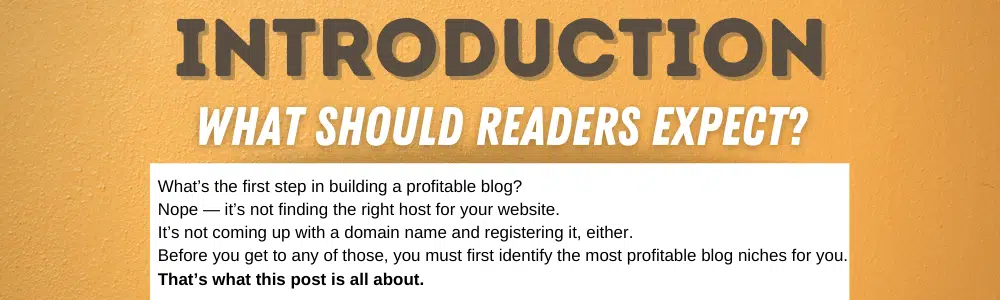 INTRODUCTION
WHAT SHOULD READERS EXPECT?
What’s the first step in building a profitable blog?
Nope — it’s not finding the right host for your website.
It’s not coming up with a domain name and registering it, either.
Before you get to any of those, you must first identify the most profitable blog niches for you.
That’s what this post is all about.